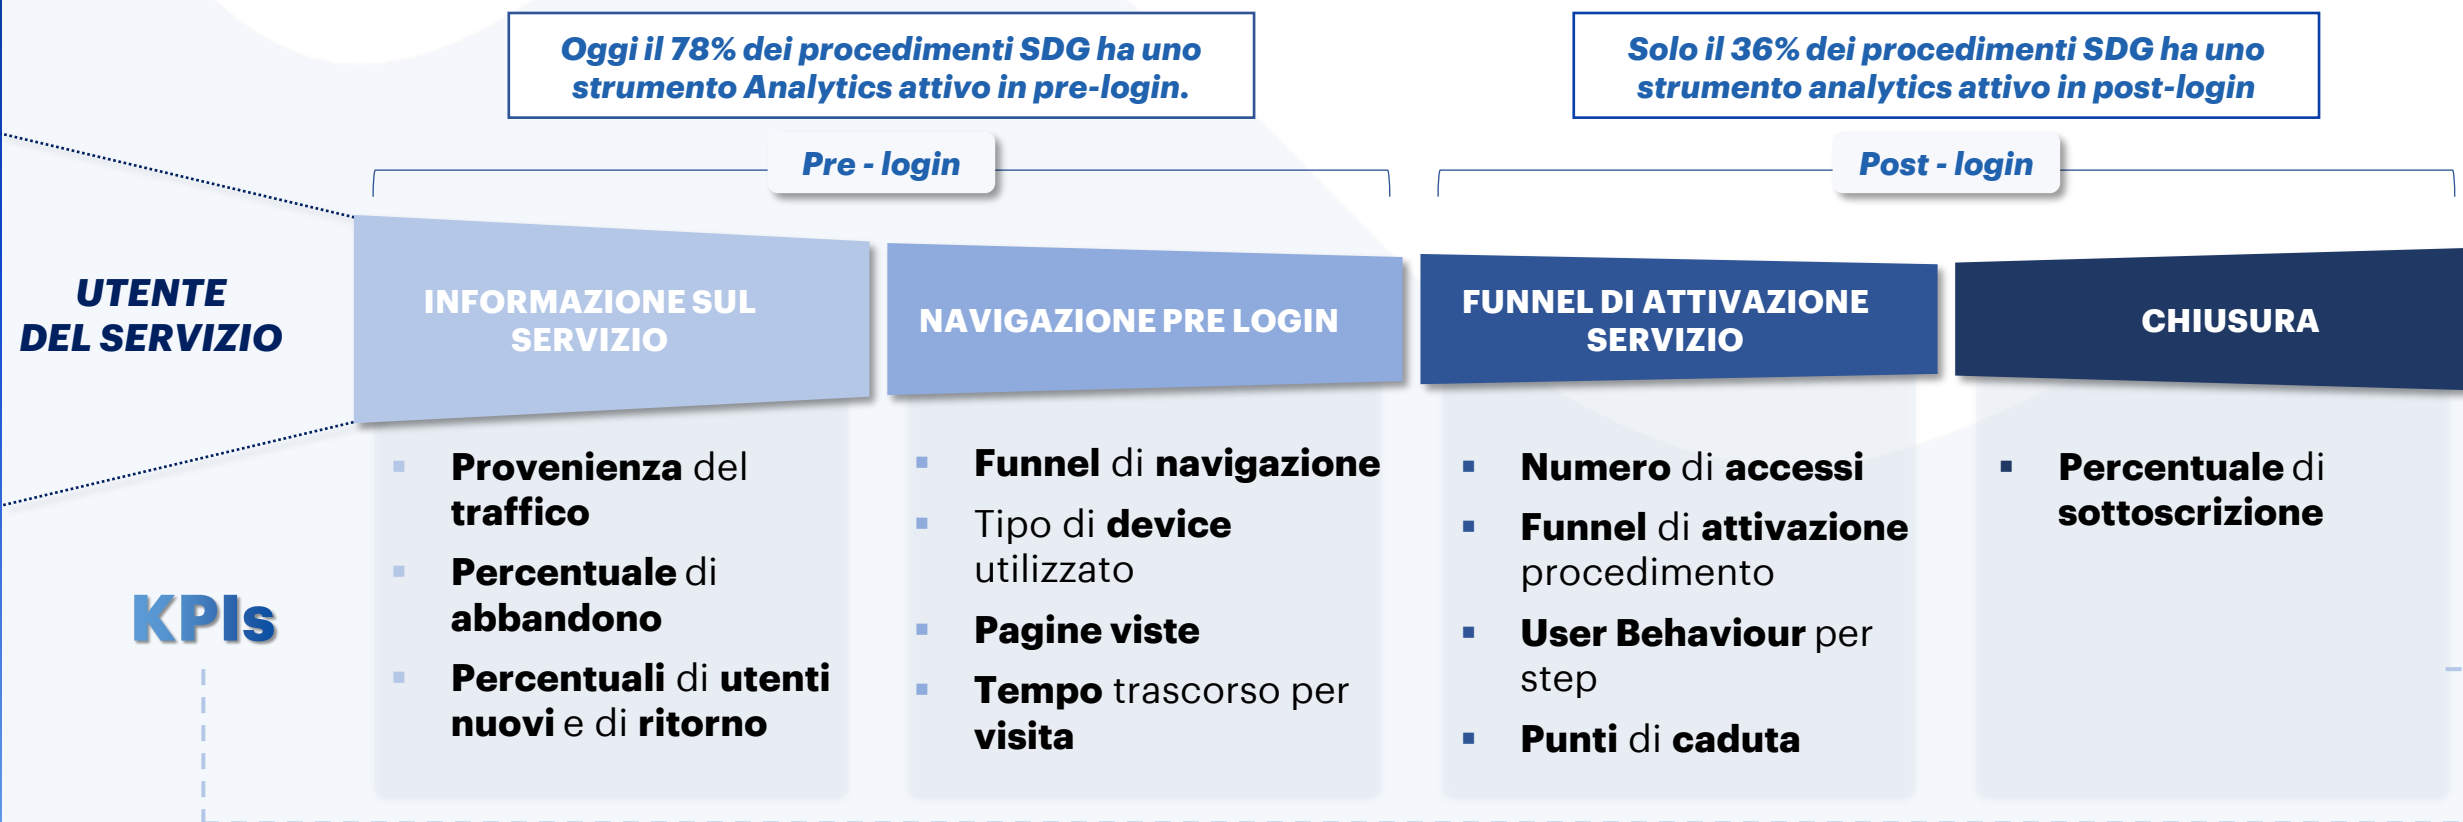 Oggi il 78% dei procedimenti SDG ha uno
strumento Analytics attivo in pre-login.
Solo il 36% dei procedimenti SDG ha uno
strumento analytics attivo in post-login
Pre - login
Post - login
UTENTE
DEL SERVIZIO
INFORMAZIONE SUL
SERVIZIO
NAVIGAZIONE PRE LOGIN
FUNNEL DI ATTIVAZIONE
SERVIZIO
CHIUSURA
KPIs
▪ Provenienza del
traffico
▪ Percentuale di
abbandono
▪ Percentuali di utenti
nuovi e di ritorno
▪ Funnel di navigazione
▪ Tipo di device
utilizzato
▪ Pagine viste
▪ Tempo trascorso per
visita
▪ Numero di accessi
▪ Funnel di attivazione
procedimento
▪ User Behaviour per
step
▪ Punti di caduta
▪ Percentuale di
sottoscrizione